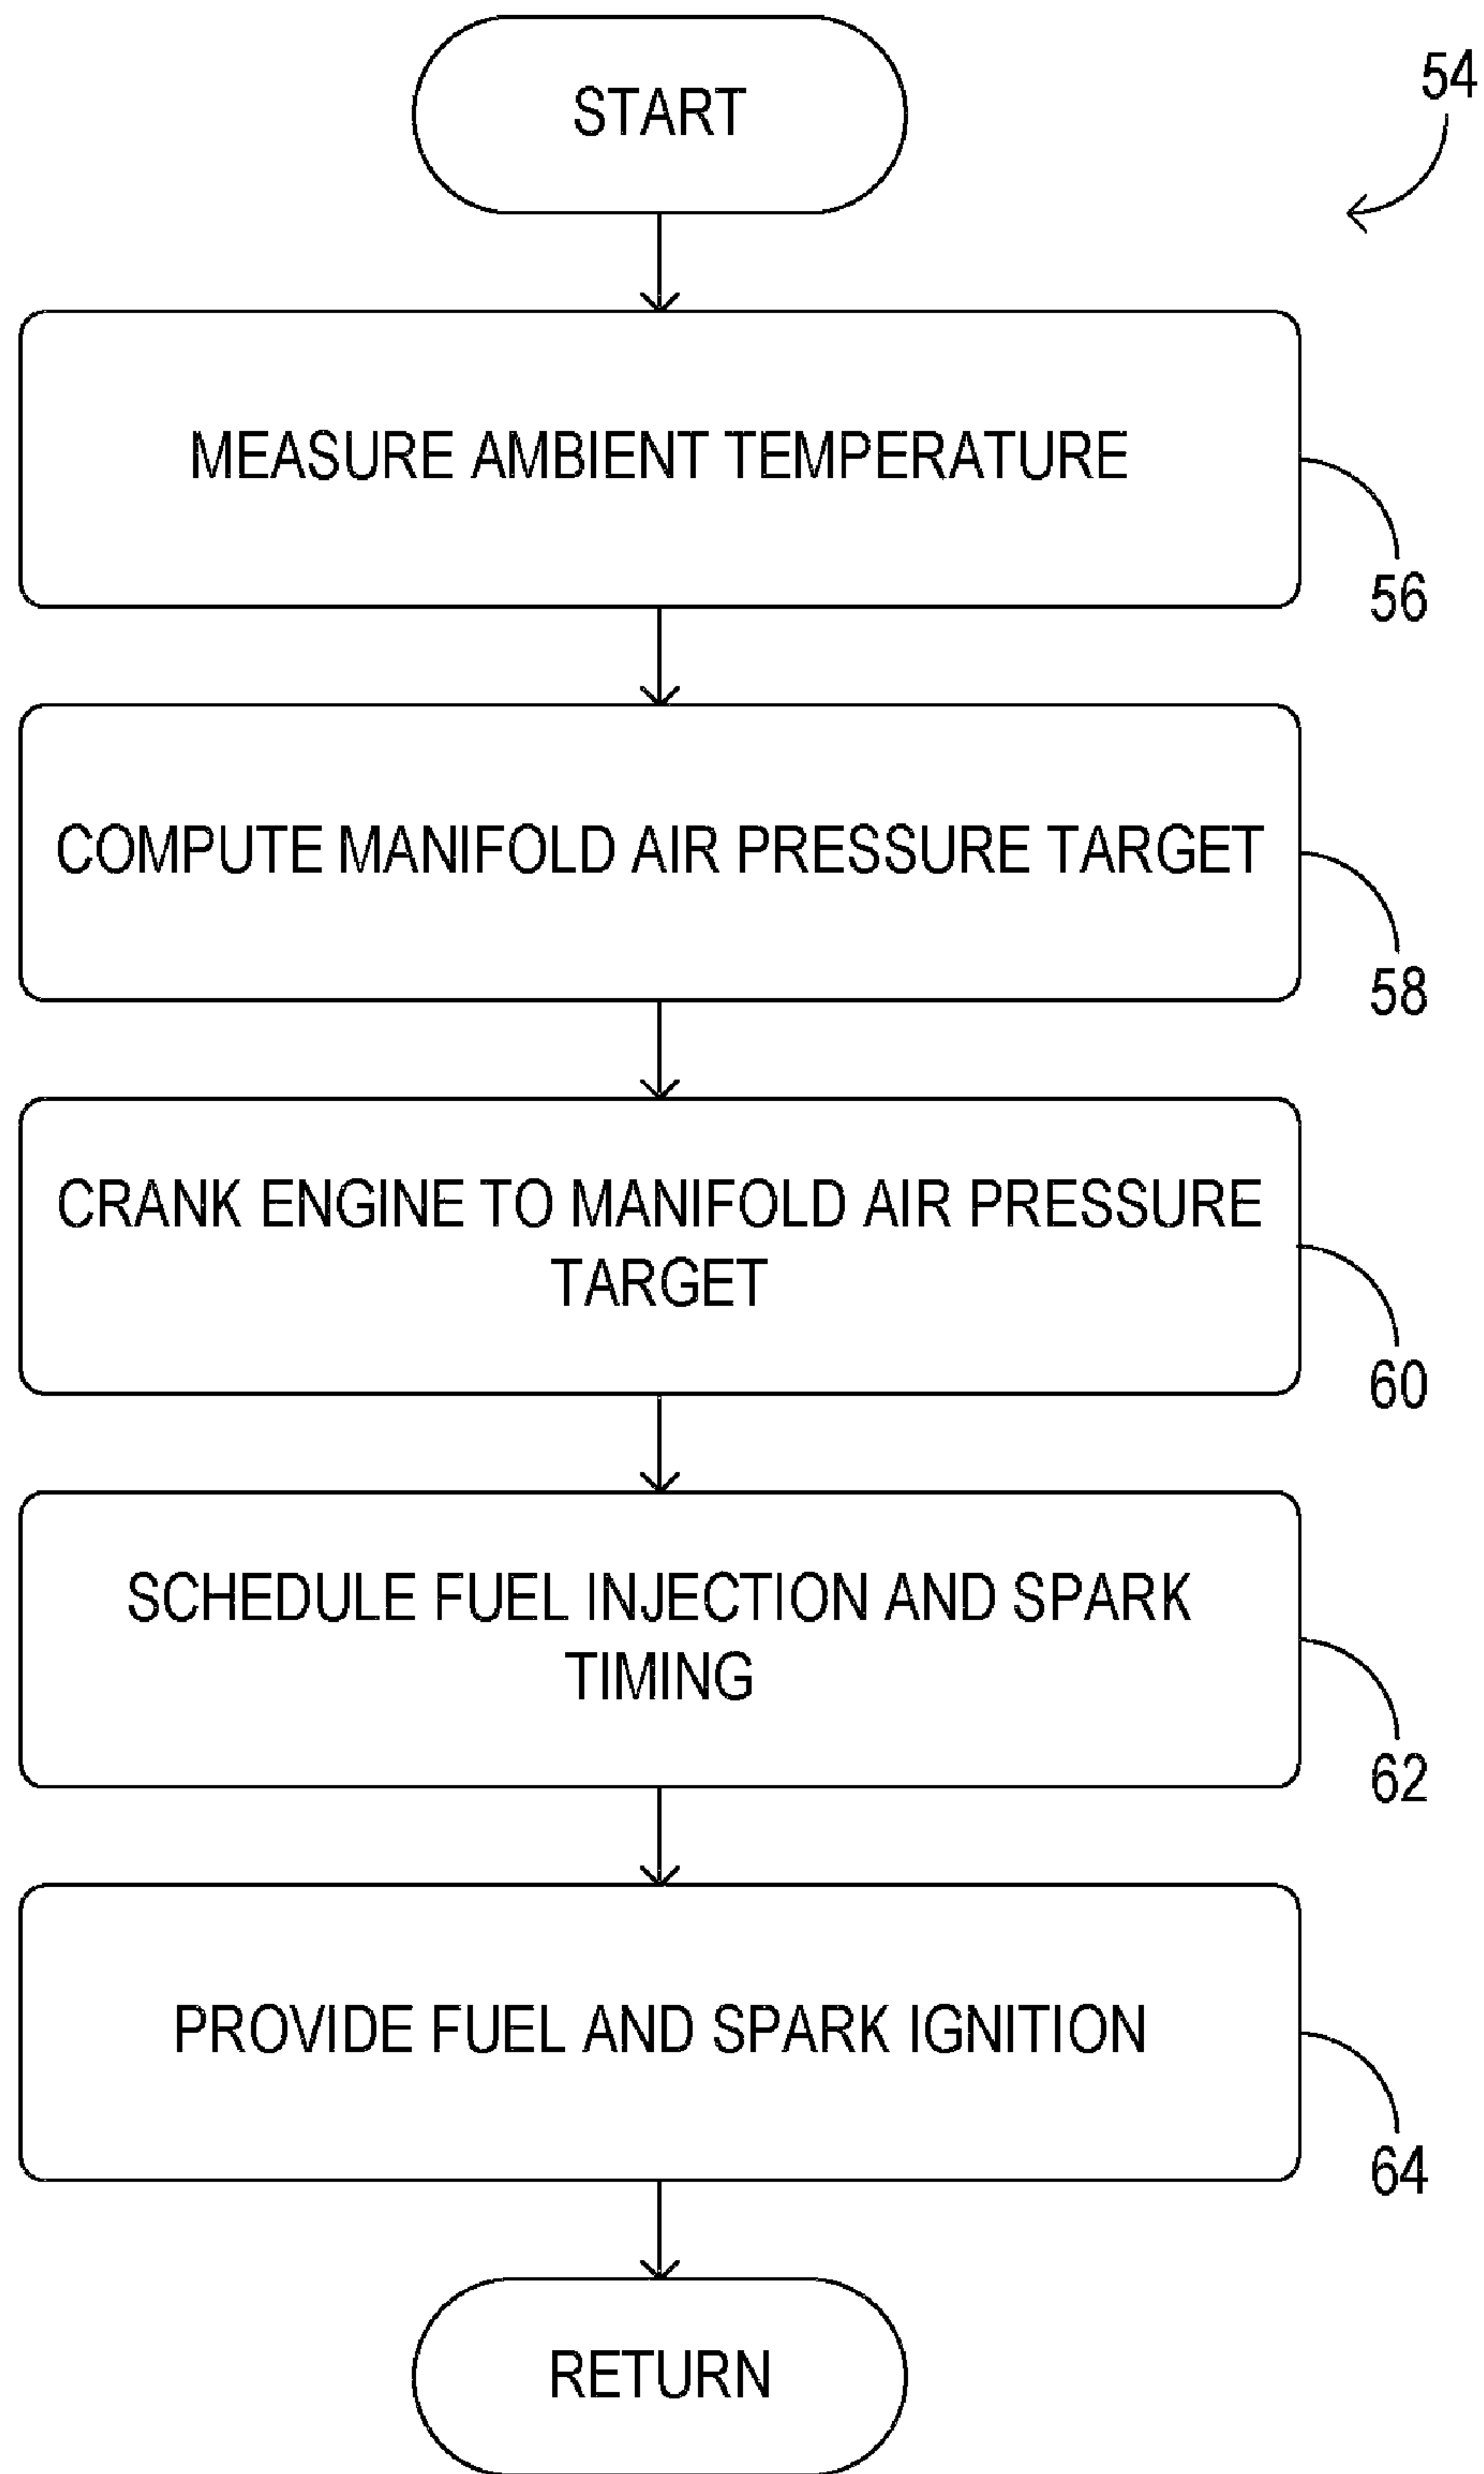 START
54
MEASURE AMBIENT TEMPERATURE
56
COMPUTE MANIFOLD AIR PRESSURE TARGET
58
CRANK ENGINE TO MANIFOLD AIR PRESSURE
TARGET
60
SCHEDULE FUEL INJECTION AND SPARK
TIMING
62
PROVIDE FUEL AND SPARK IGNITION
64
RETURN